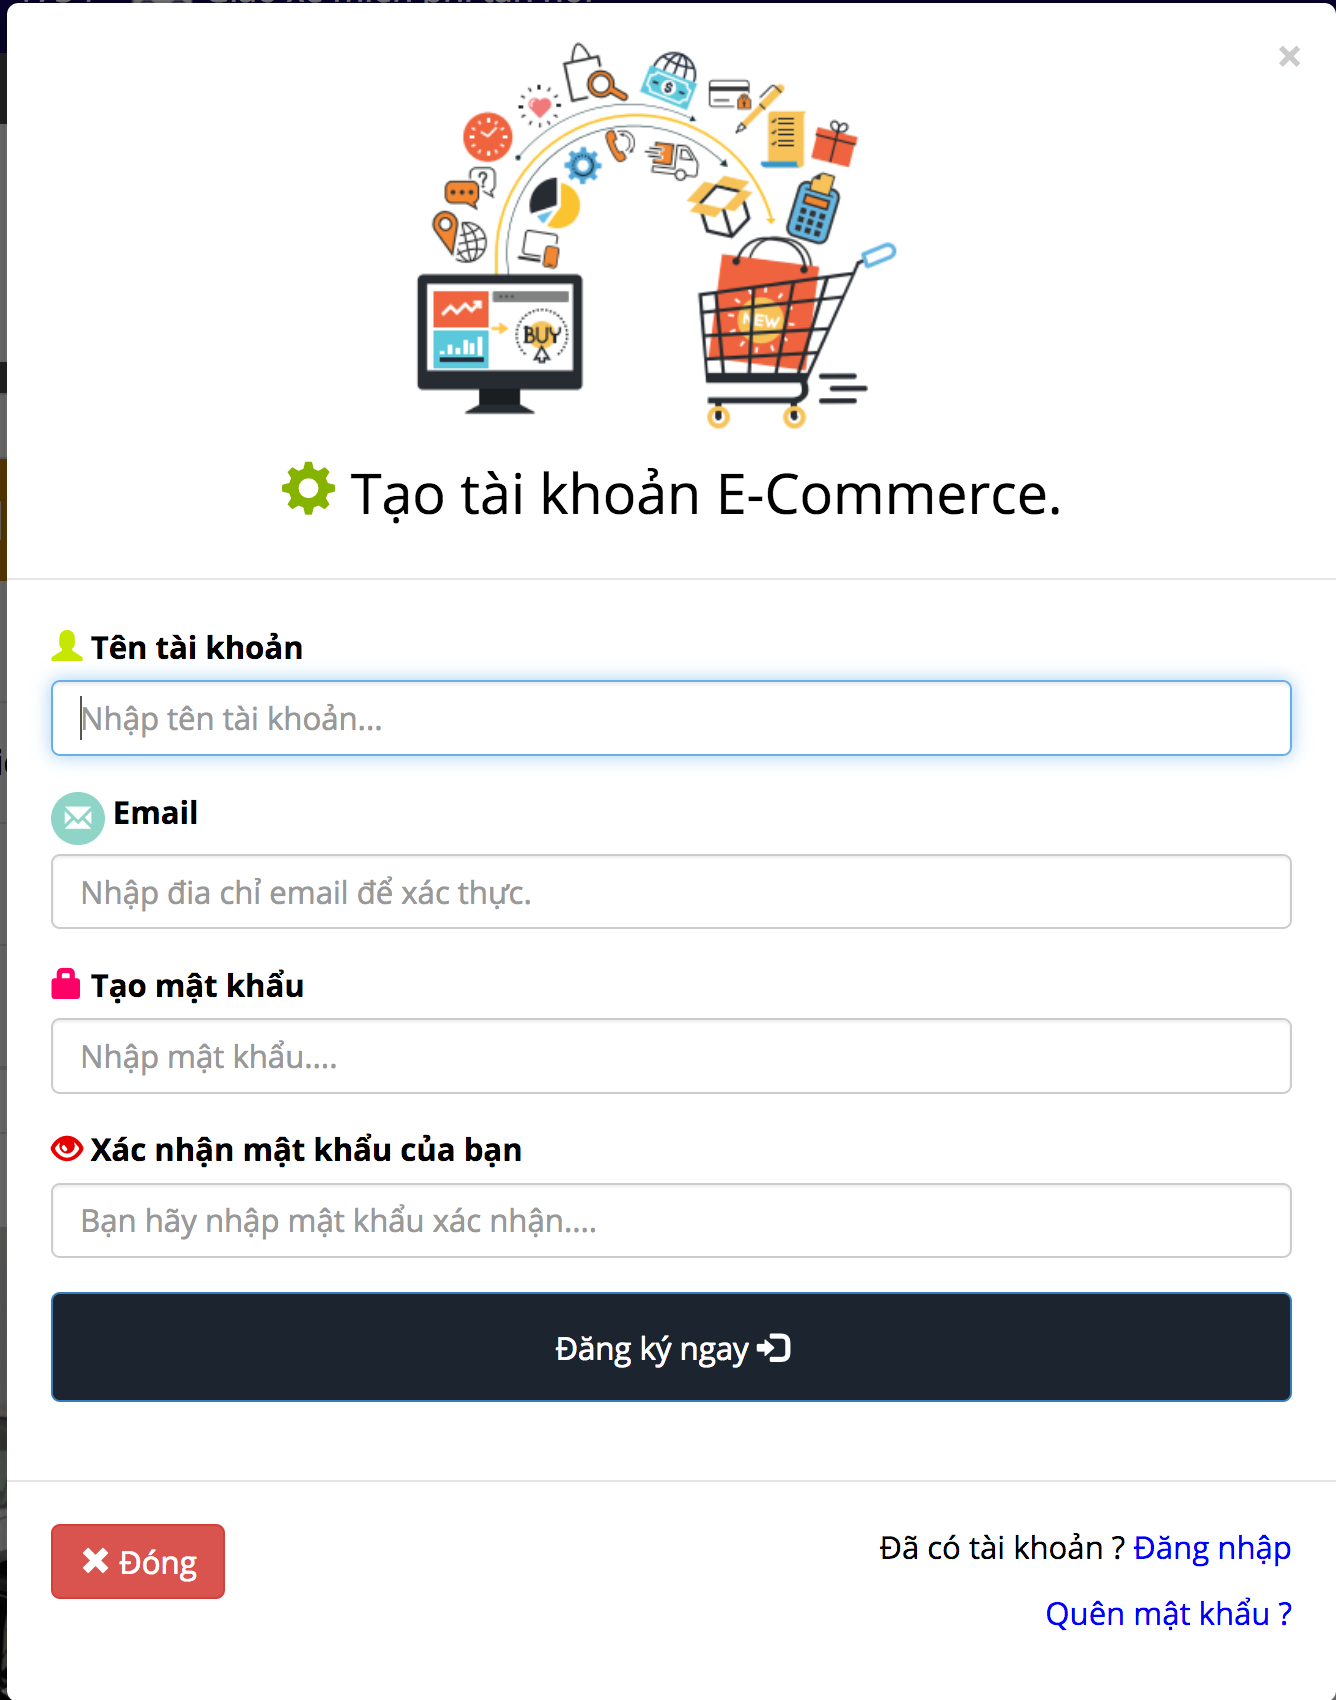 ×
BUY
NEW
Tạo tài khoản E-Commerce.
Tên tài khoản
Nhập tên tài khoản...
Email
Nhập đia chỉ email để xác thực.
Tạo mật khẩu
Nhập mật khẩu....
Xác nhận mật khẩu của bạn
Bạn hãy nhập mật khẩu xác nhận....
Đăng ký ngay
Đóng
Đã có tài khoản ? Đăng nhập
Quên mật khẩu ?